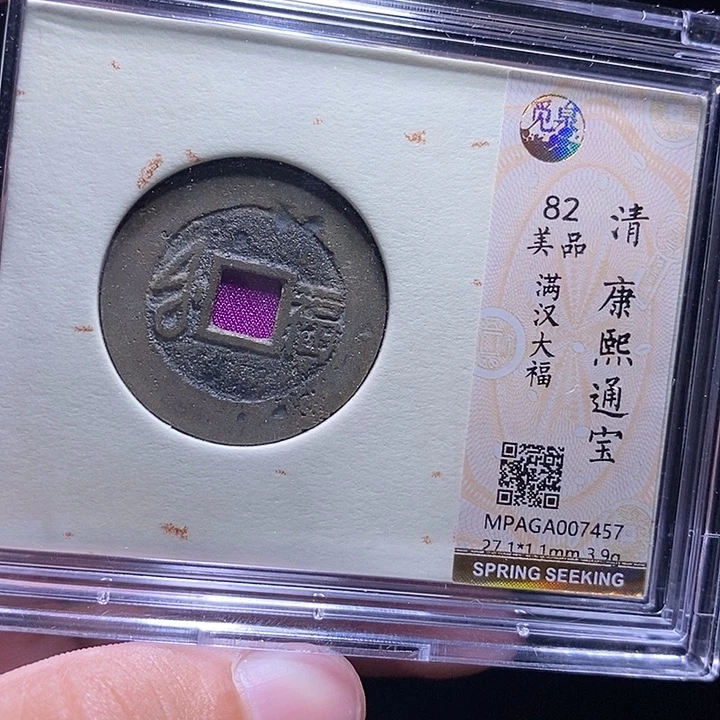 福
觅泉
清 康熙通宝
82
美品
满汉大福
MPAGA007457
27.1*1.1mm 3.9g
SPRING SEEKING